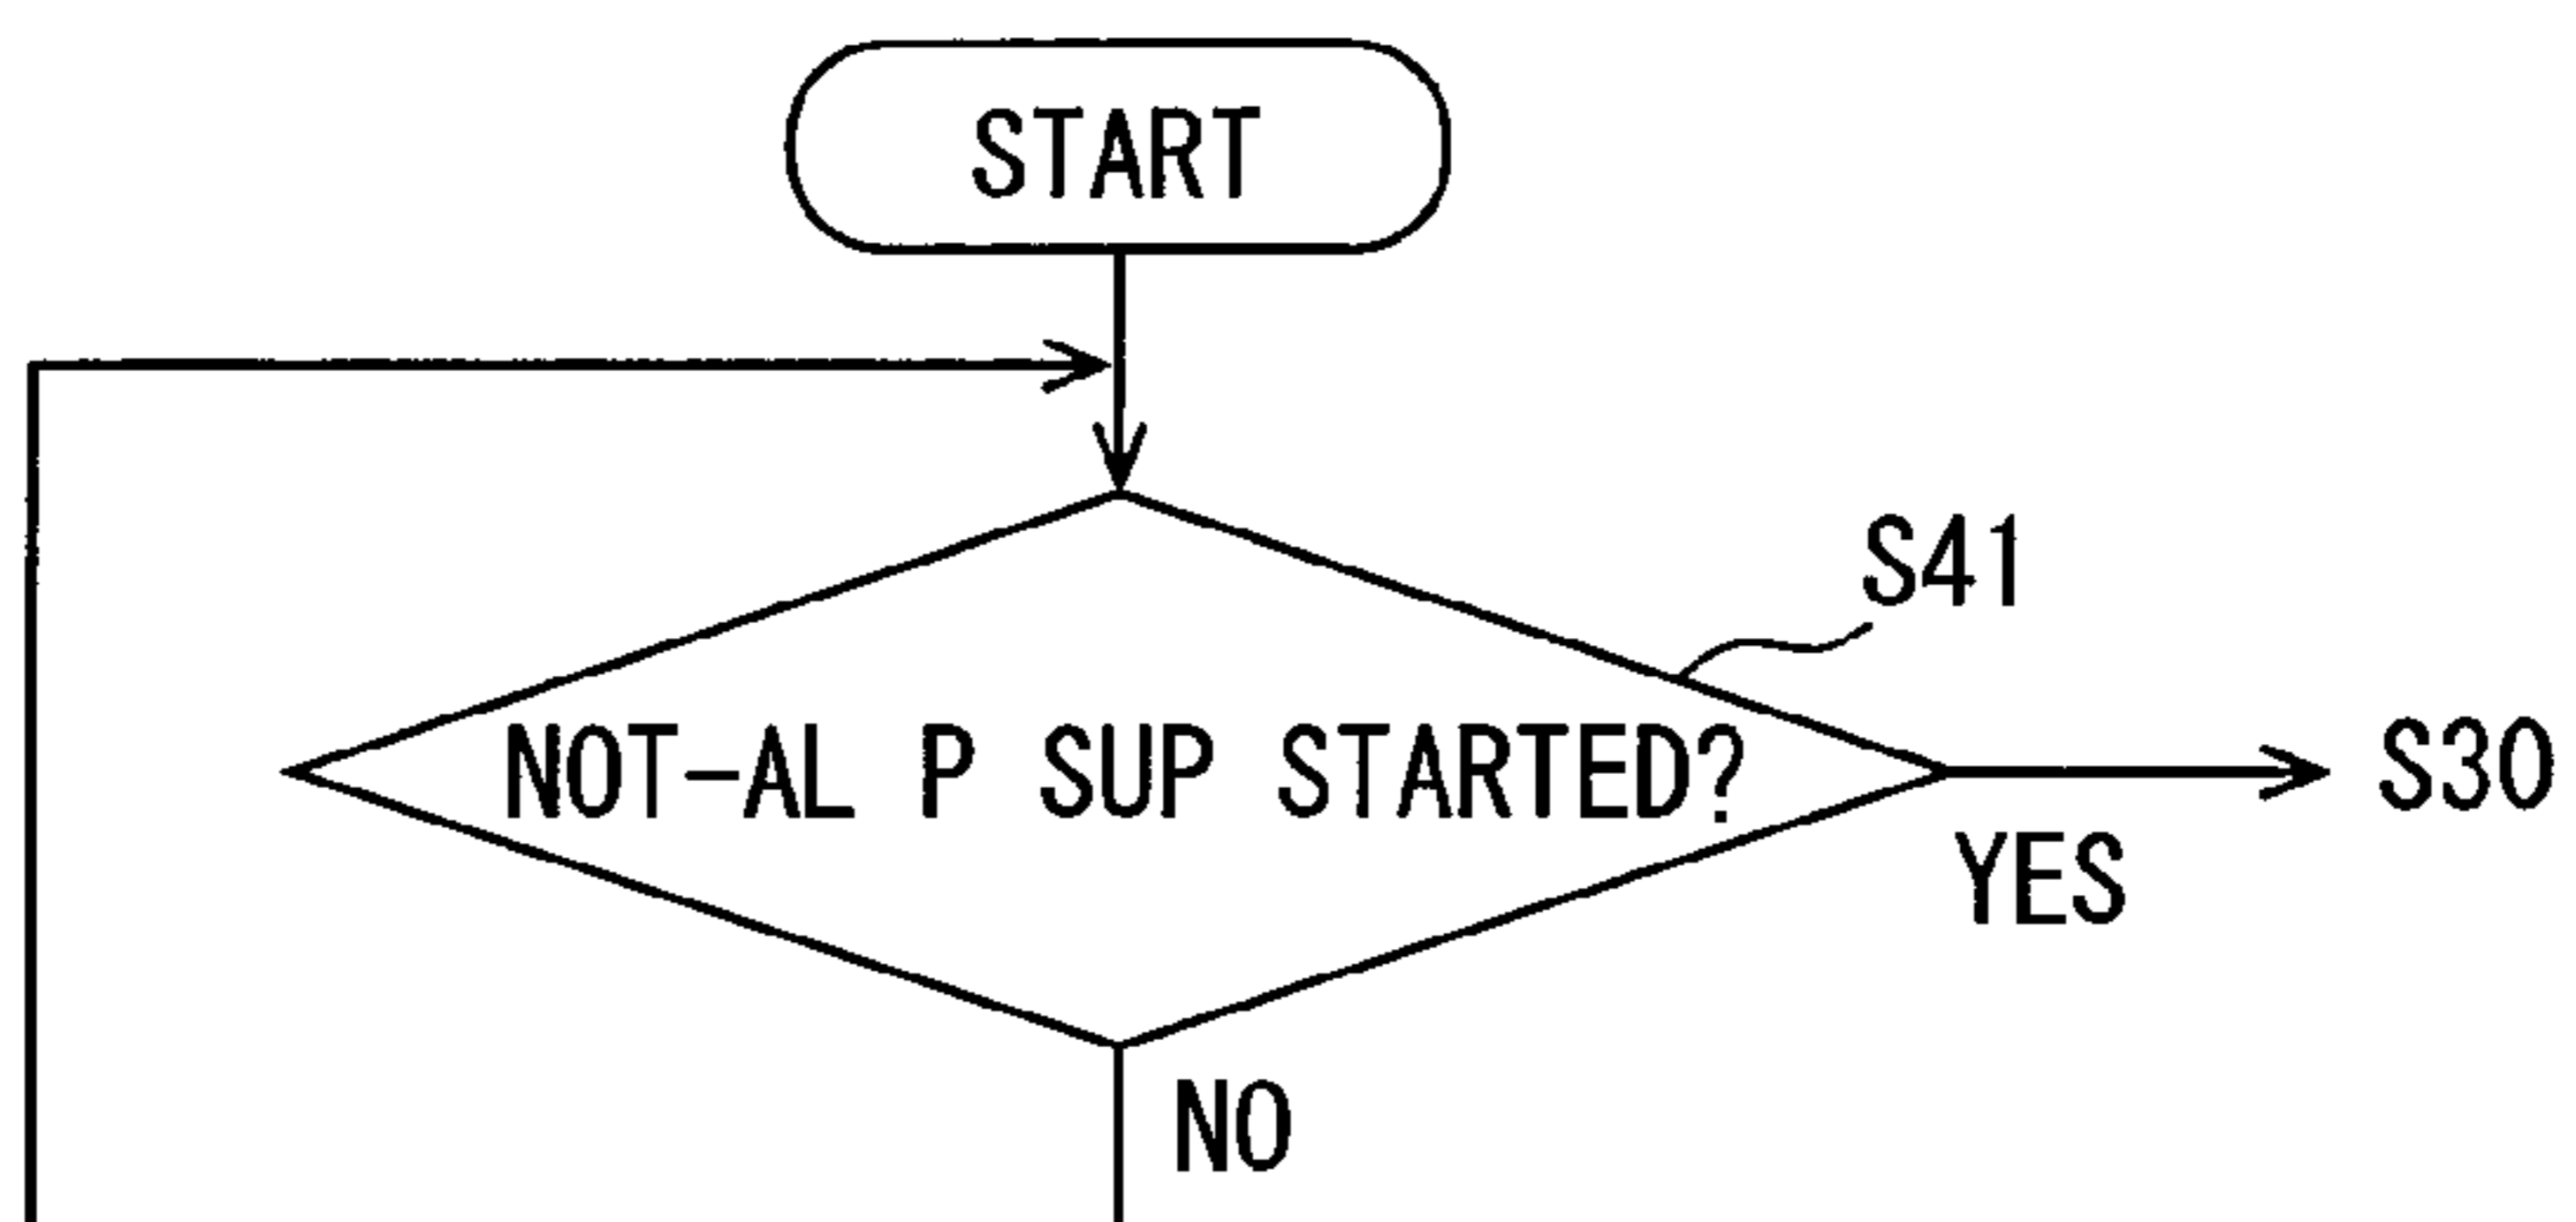 START
S41
NOT-AL P SUP STARTED?
S30
YES
NO